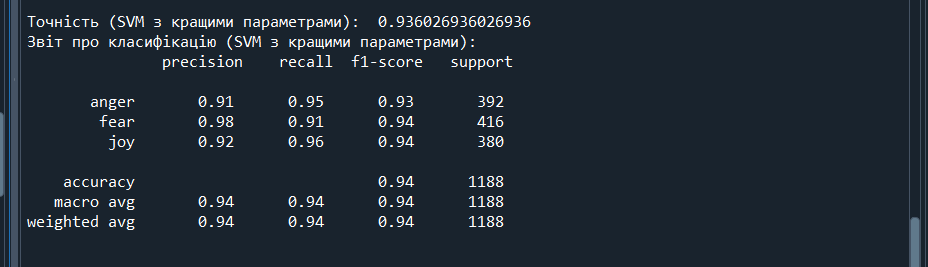 Точність (SVM з кращими параметрами):  0.936026936026936
Звіт про класифікацію (SVM з кращими параметрами):
              precision    recall  f1-score   support

       anger       0.91      0.95      0.93       392
        fear       0.98      0.91      0.94       416
         joy       0.92      0.96      0.94       380

    accuracy                           0.94      1188
   macro avg       0.94      0.94      0.94      1188
weighted avg       0.94      0.94      0.94      1188